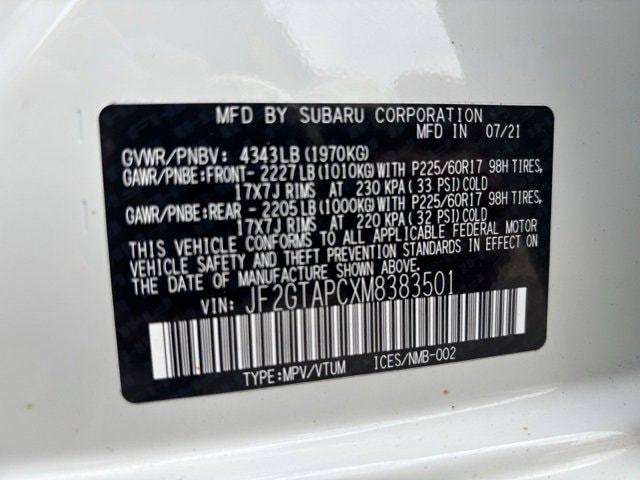 MFD BY SUBARU CORPORATION
MFD IN 07/21
GVWR/PNBV: 4343LB (1970KG)
GAWR/PNBE:FRONT- 2227LB (1010KG)WITH P225/60R17 98H TIRES,
17X7J RIMS AT 230 KPA (33 PSI)COLD
GAWR/PNBE:REAR - 2205LB (1000KG)WITH P225/60R17 98H TIRES,
17X7J RIMS AT 220 KPA (32 PSI)COLD
THIS VEHICLE CONFORMS TO ALL APPLICABLE FEDERAL MOTOR
VEHICLE SAFETY AND THEFT PREVENTION STANDARDS IN EFFECT ON
THE DATE OF MANUFACTURE SHOWN ABOVE.
VIN: JF2GTAPCXM8383501
TYPE:MPV/VTUM ICES/NMB-002